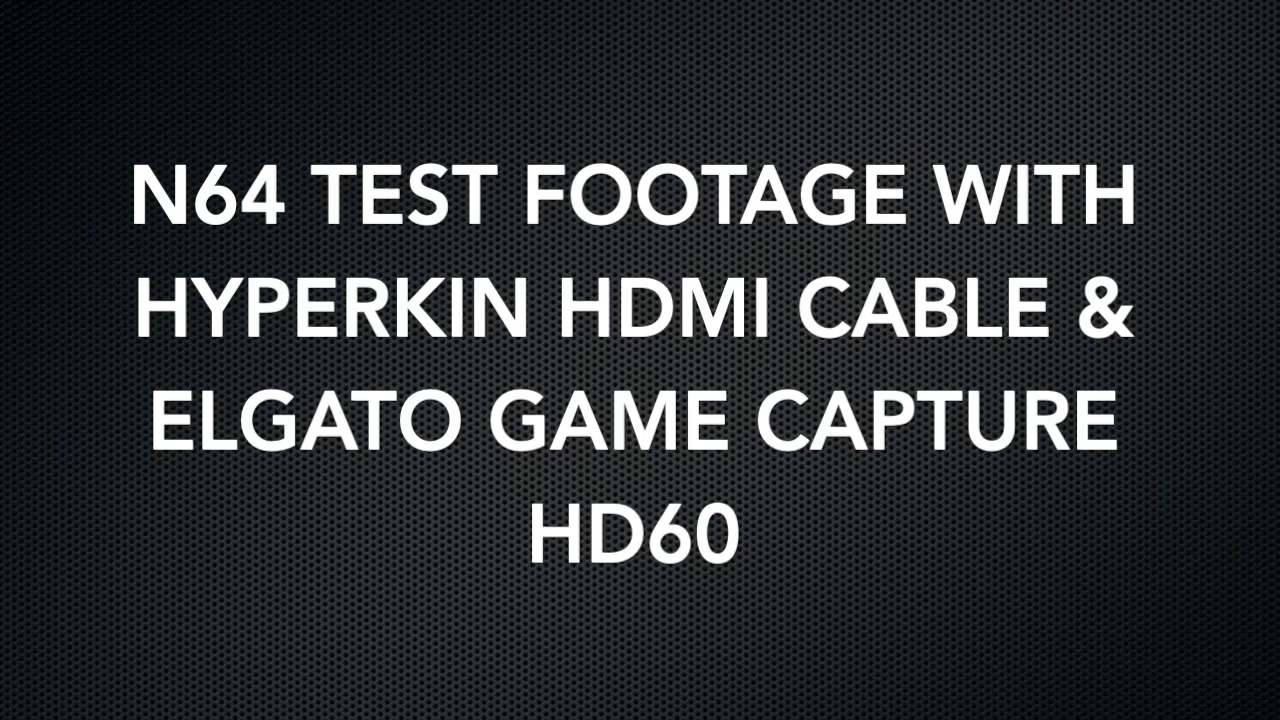 N64 TEST FOOTAGE WITH
HYPERKIN HDMI CABLE &
ELGATO GAME CAPTURE
HD60